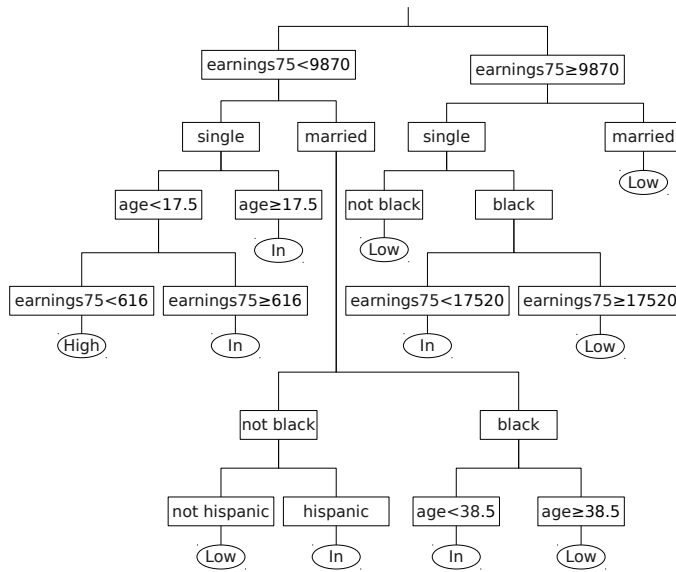 earnings75<9870
earnings75≥9870
single
married
single
married
Low
age<17.5
age≥17.5
not black
black
In
Low
earnings75<616
earnings75≥616
earnings75<17520
earnings75≥17520
High
In
In
Low
not black
black
not hispanic
hispanic
age<38.5
age≥38.5
Low
In
In
Low